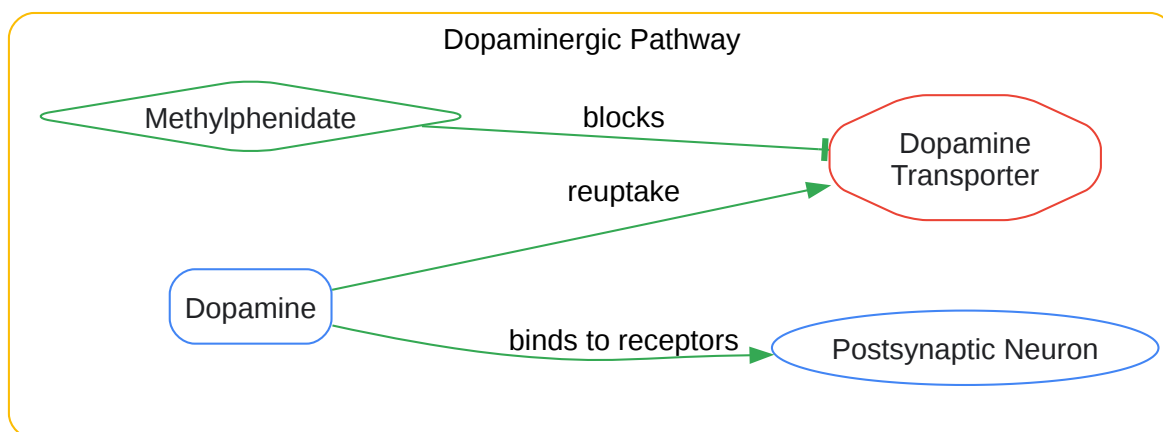 Dopaminergic Pathway
Methylphenidate
blocks
Dopamine
Transporter
reuptake
Dopamine
binds to receptors
Postsynaptic Neuron